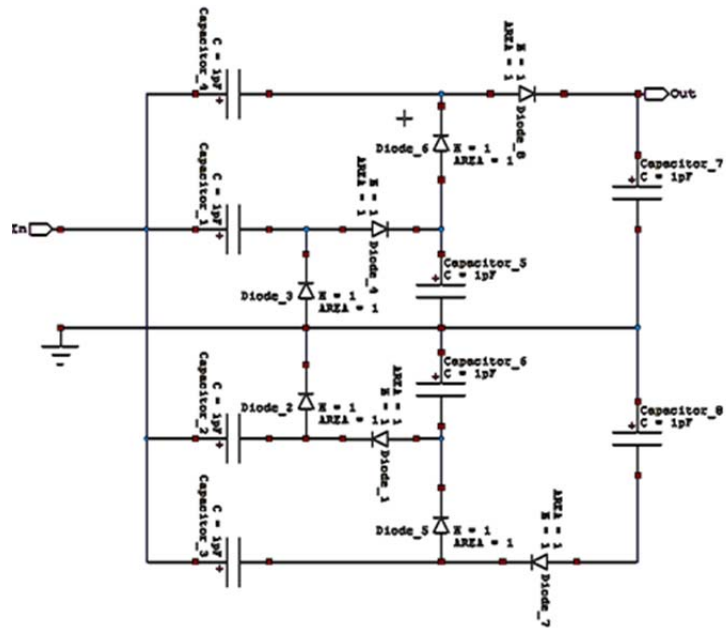 C = 1pF
Capacitor_4
N = 1
AREA = 1
Diode_8
Out
Diode_6
N = 1
AREA = 1
Capacitor_7
C = 1pF
C = 1pF
Capacitor_1
N = 1
AREA = 1
Diode_4
In
Capacitor_5
C = 1pF
Diode_3
N = 1
AREA = 1
C = 1pF
Capacitor_2
Diode_2
N = 1
AREA = 1
N = 1
AREA = 1
Diode_1
Capacitor_6
C = 1pF
Capacitor_8
C = 1pF
C = 1pF
Capacitor_3
Diode_5
N = 1
AREA = 1
AREA = 1
N = 1
Diode_7